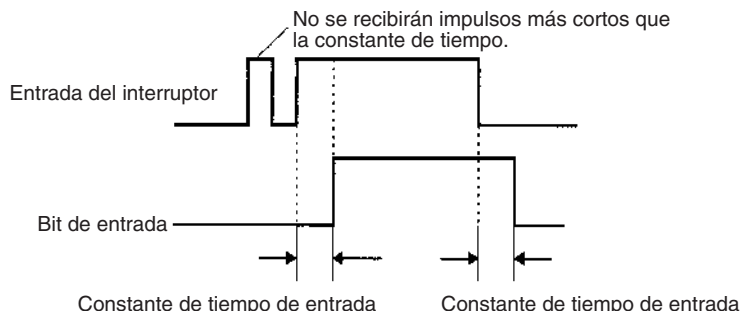 No se recibirán impulsos más cortos que
la constante de tiempo.
Entrada del interruptor
Bit de entrada
Constante de tiempo de entrada
Constante de tiempo de entrada